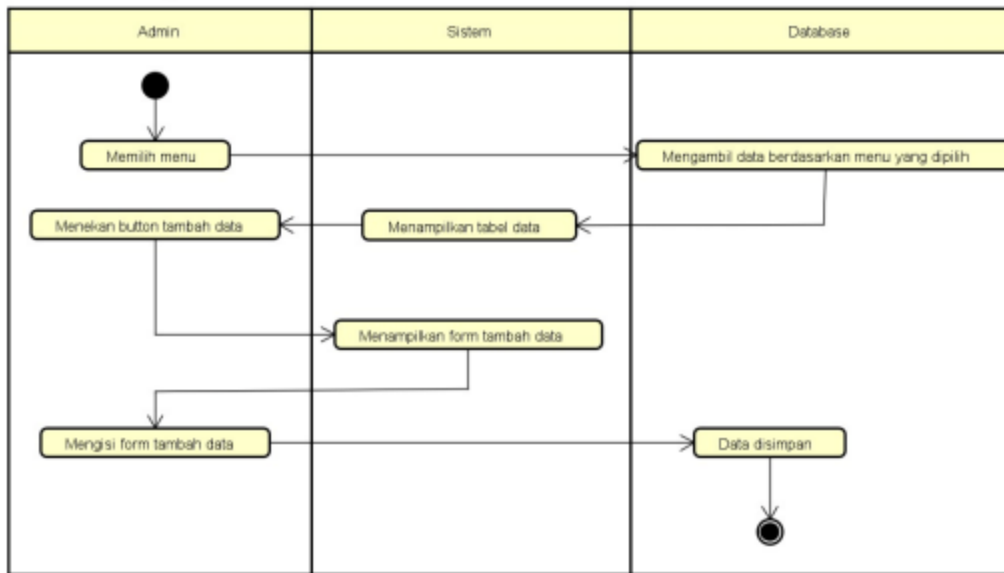 Admin
Sistem
Database
Memilih menu
Mengambil data berdasarkan menu yang dipilih
Menekan button tambah data
Menampilkan tabel data
Menampilkan form tambah data
Mengisi form tambah data
Data disimpan